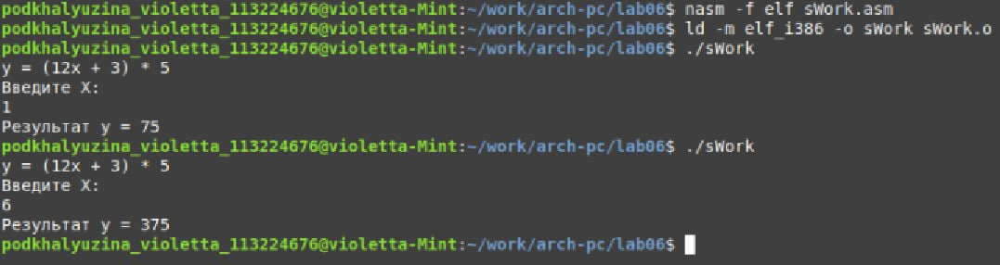 podkhalyuzina_violetta_113224676@violetta-Mint:~/work/arch-pc/lab06$ nasm -f elf sWork.asm
podkhalyuzina_violetta_113224676@violetta-Mint:~/work/arch-pc/lab06$ ld -m elf_i386 -o sWork sWork.o
podkhalyuzina_violetta_113224676@violetta-Mint:~/work/arch-pc/lab06$ ./sWork
y = (12x + 3) * 5
Введите X:
1
Результат y = 75
podkhalyuzina_violetta_113224676@violetta-Mint:~/work/arch-pc/lab06$ ./sWork
y = (12x + 3) * 5
Введите X:
6
Результат y = 375
podkhalyuzina_violetta_113224676@violetta-Mint:~/work/arch-pc/lab06$